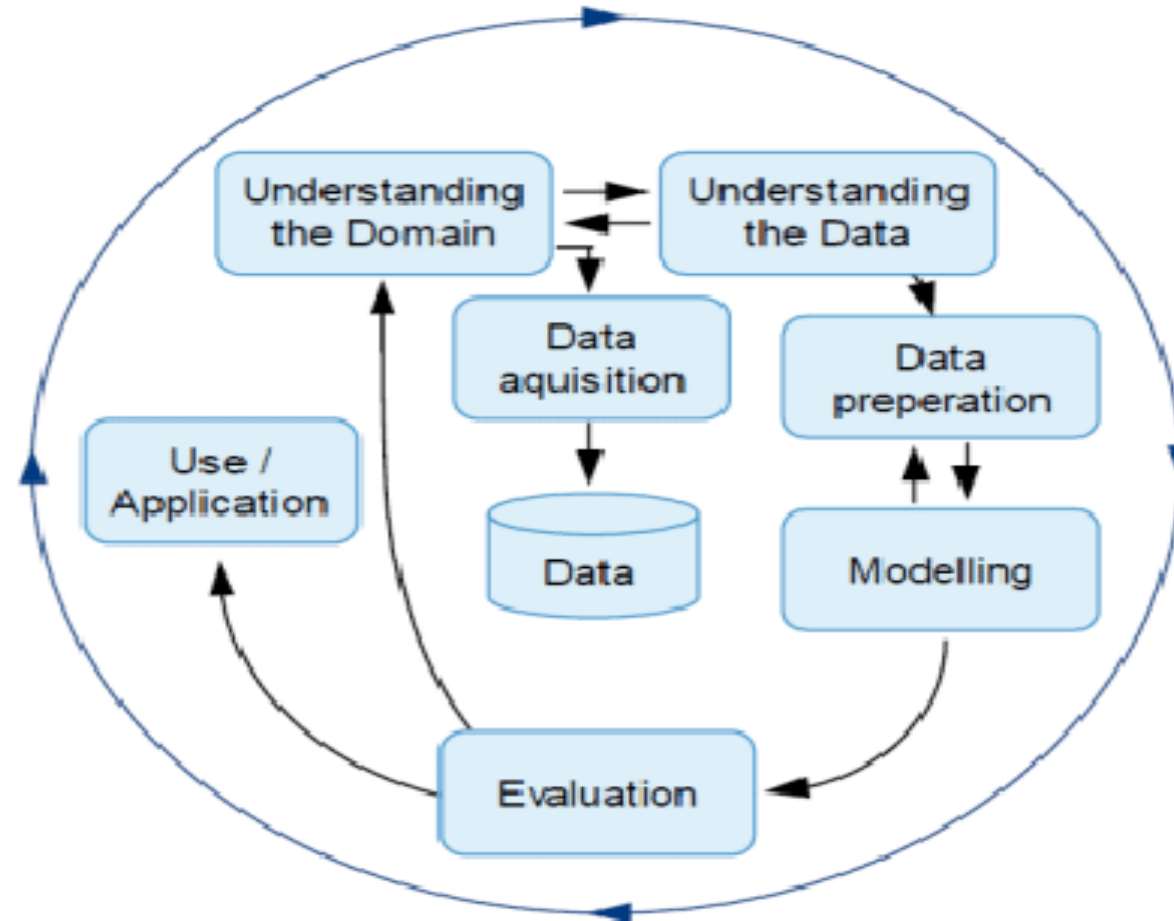 Understanding
the Domain
Understanding
the Data
Data
aquisition
Data
preperation
Use /
Application
Data
Modelling
Evaluation